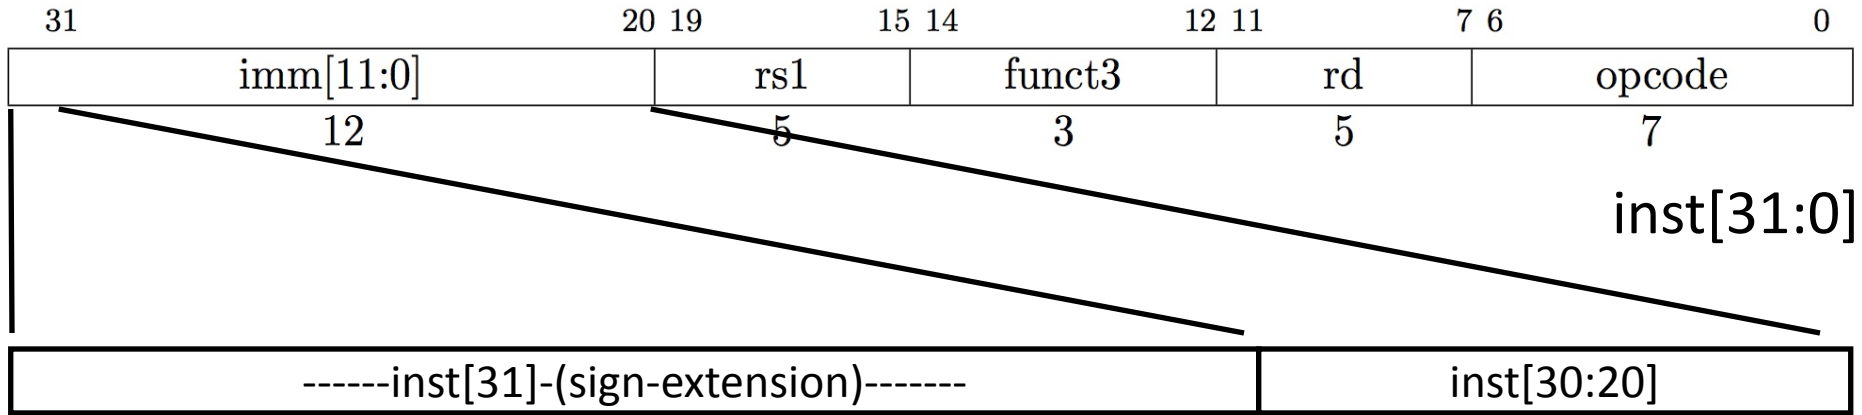 31 20 19 15 14 12 11 7 6 0
imm[11:0] rs1 funct3 rd opcode
12 5 3 5 7
inst[31:0]
------inst[31]-(sign-extension)------- inst[30:20]